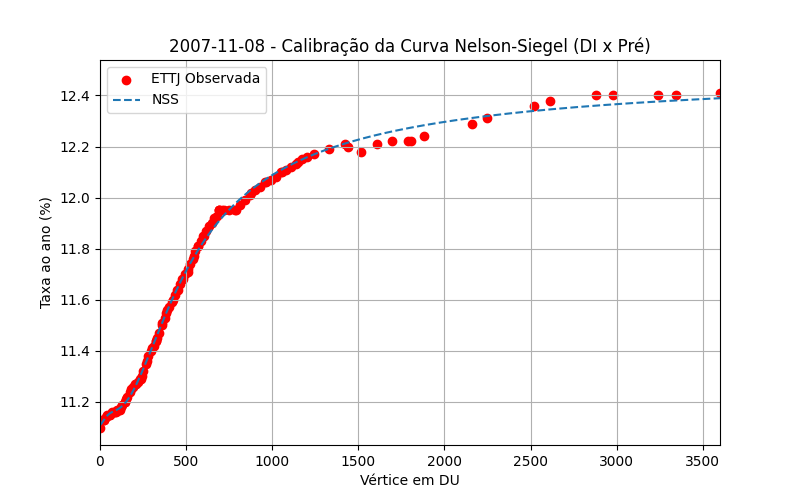 2007-11-08 - Calibração da Curva Nelson-Siegel (DI x Pré)
ETTJ Observada
NSS
Taxa ao ano (%)
12.4
12.2
12.0
11.8
11.6
11.4
11.2
0 500 1000 1500 2000 2500 3000 3500
Vértice em DU